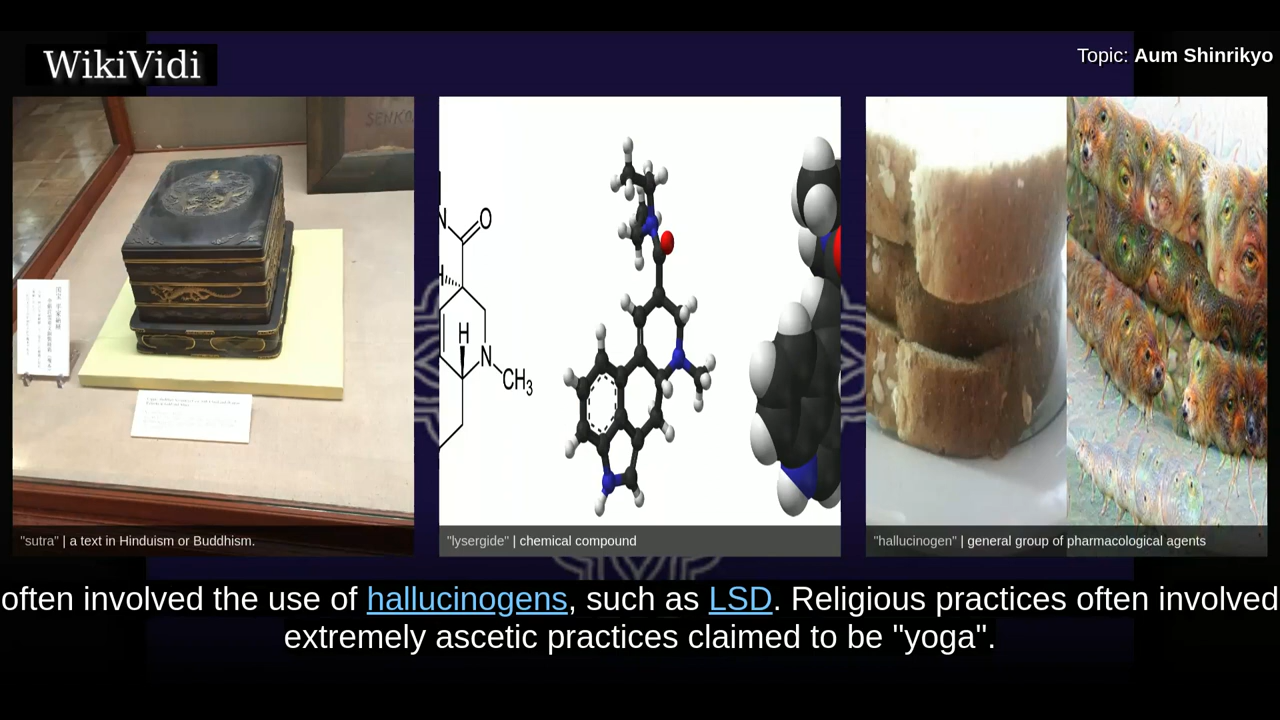 WikiVidi
Topic: Aum Shinrikyo
SENKO
N
O
H
H
N
CH3
"sutra" | a text in Hinduism or Buddhism.
"lysergide" | chemical compound
"hallucinogen" | general group of pharmacological agents
often involved the use of hallucinogens, such as LSD. Religious practices often involved
extremely ascetic practices claimed to be "yoga".